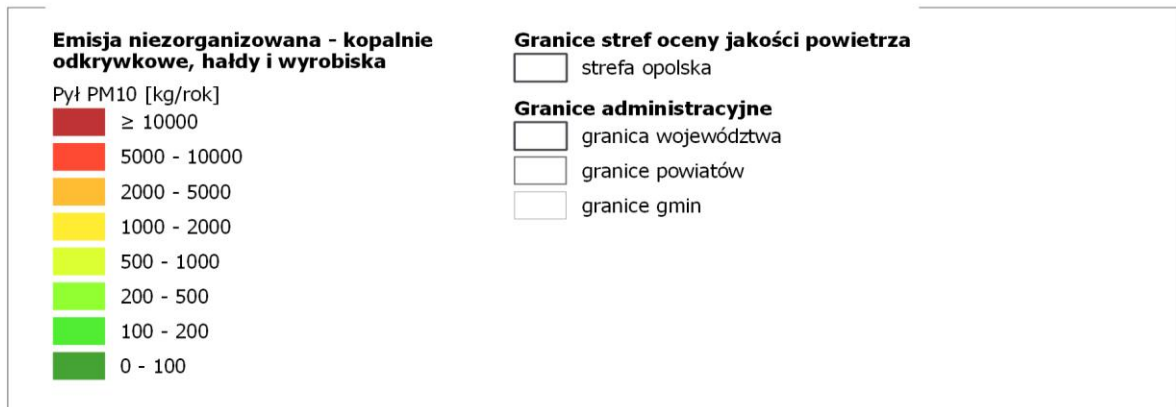 Emisja niezorganizowana - kopalnie
odkrywkowe, hałdy i wyrobiska
Pył PM10 [kg/rok]
≥ 10000
5000 - 10000
2000 - 5000
1000 - 2000
500 - 1000
200 - 500
100 - 200
0 - 100
Granice stref oceny jakości powietrza
strefa opolska
Granice administracyjne
granica województwa
granice powiatów
granice gmin